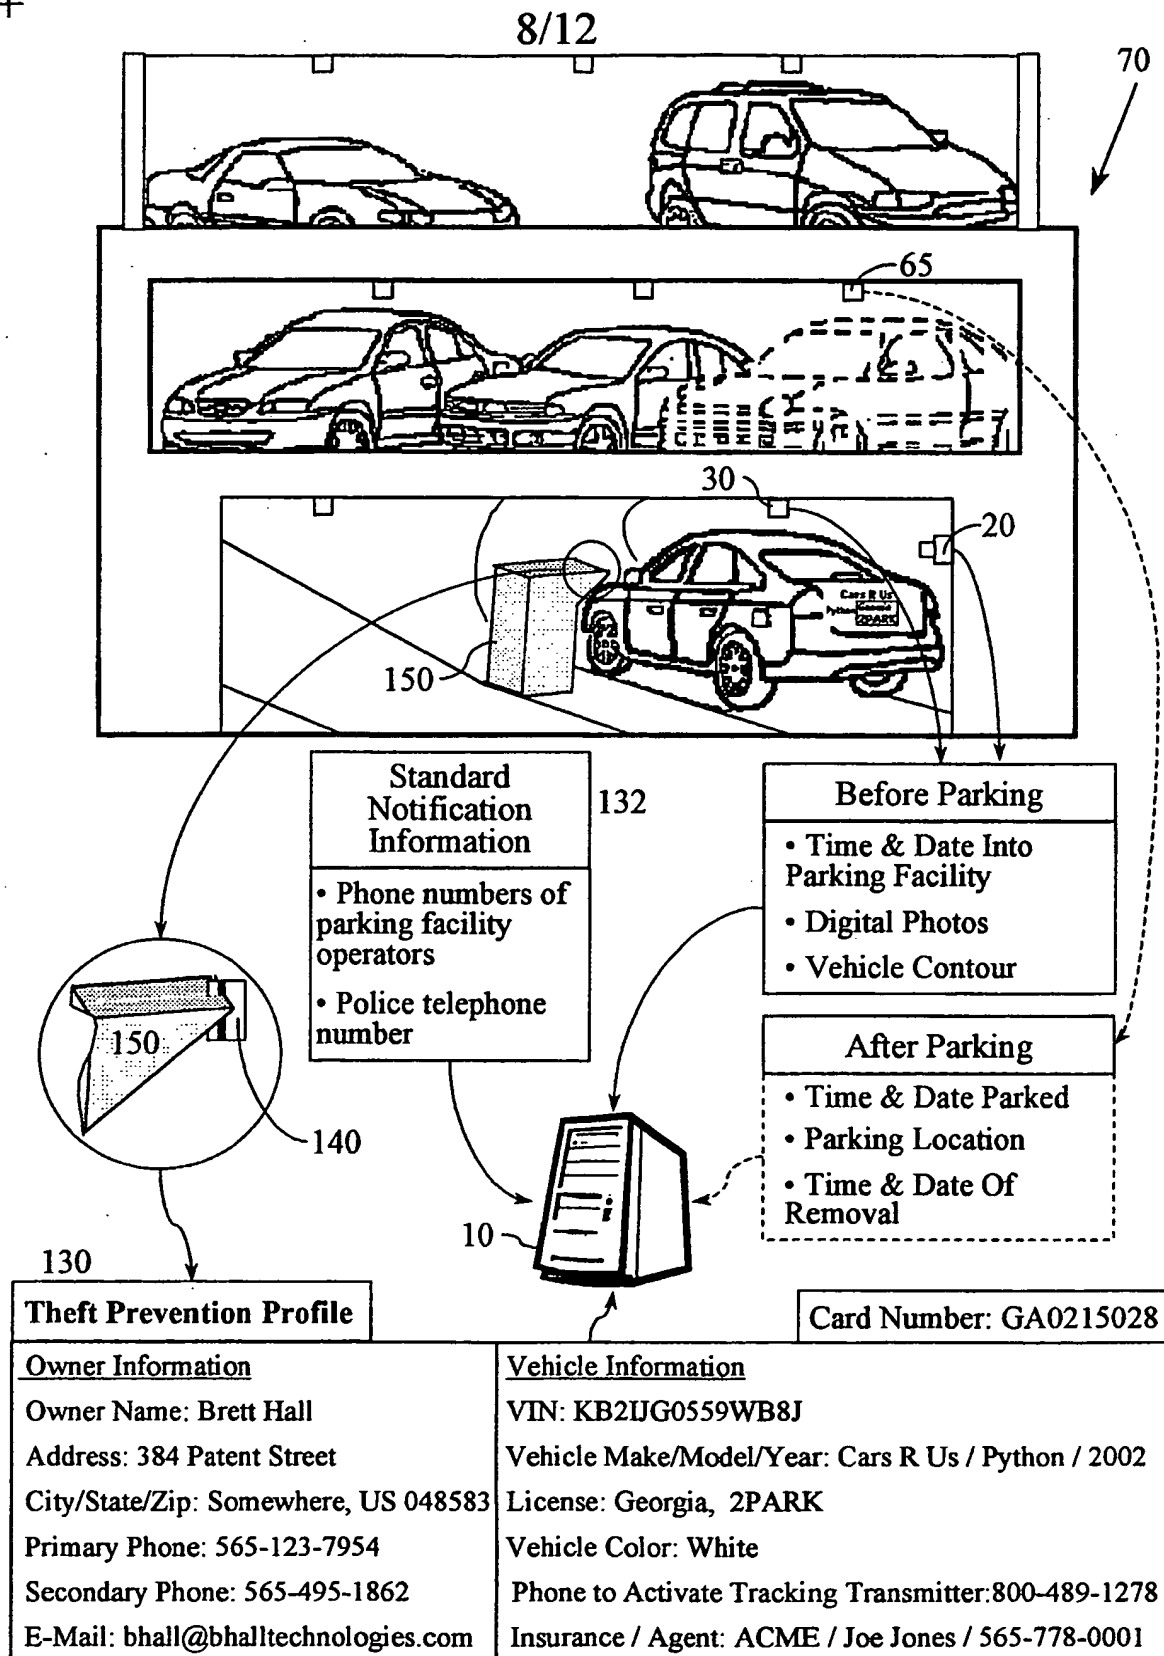 8/12
70
65
30
20
Cars R Us
Python
Georgia
2PARK
150
Standard
Notification
Information
132
• Phone numbers of
parking facility
operators
• Police telephone
number
Before Parking
• Time & Date Into
Parking Facility
• Digital Photos
• Vehicle Contour
After Parking
• Time & Date Parked
• Parking Location
• Time & Date Of
Removal
150
140
10
130
Theft Prevention Profile
Card Number: GA0215028
Owner Information
Owner Name: Brett Hall
Address: 384 Patent Street
City/State/Zip: Somewhere, US 048583
Primary Phone: 565-123-7954
Secondary Phone: 565-495-1862
E-Mail: bhall@bhalltechnologies.com
Vehicle Information
VIN: KB2IJG0559WB8J
Vehicle Make/Model/Year: Cars R Us / Python / 2002
License: Georgia, 2PARK
Vehicle Color: White
Phone to Activate Tracking Transmitter:800-489-1278
Insurance / Agent: ACME / Joe Jones / 565-778-0001